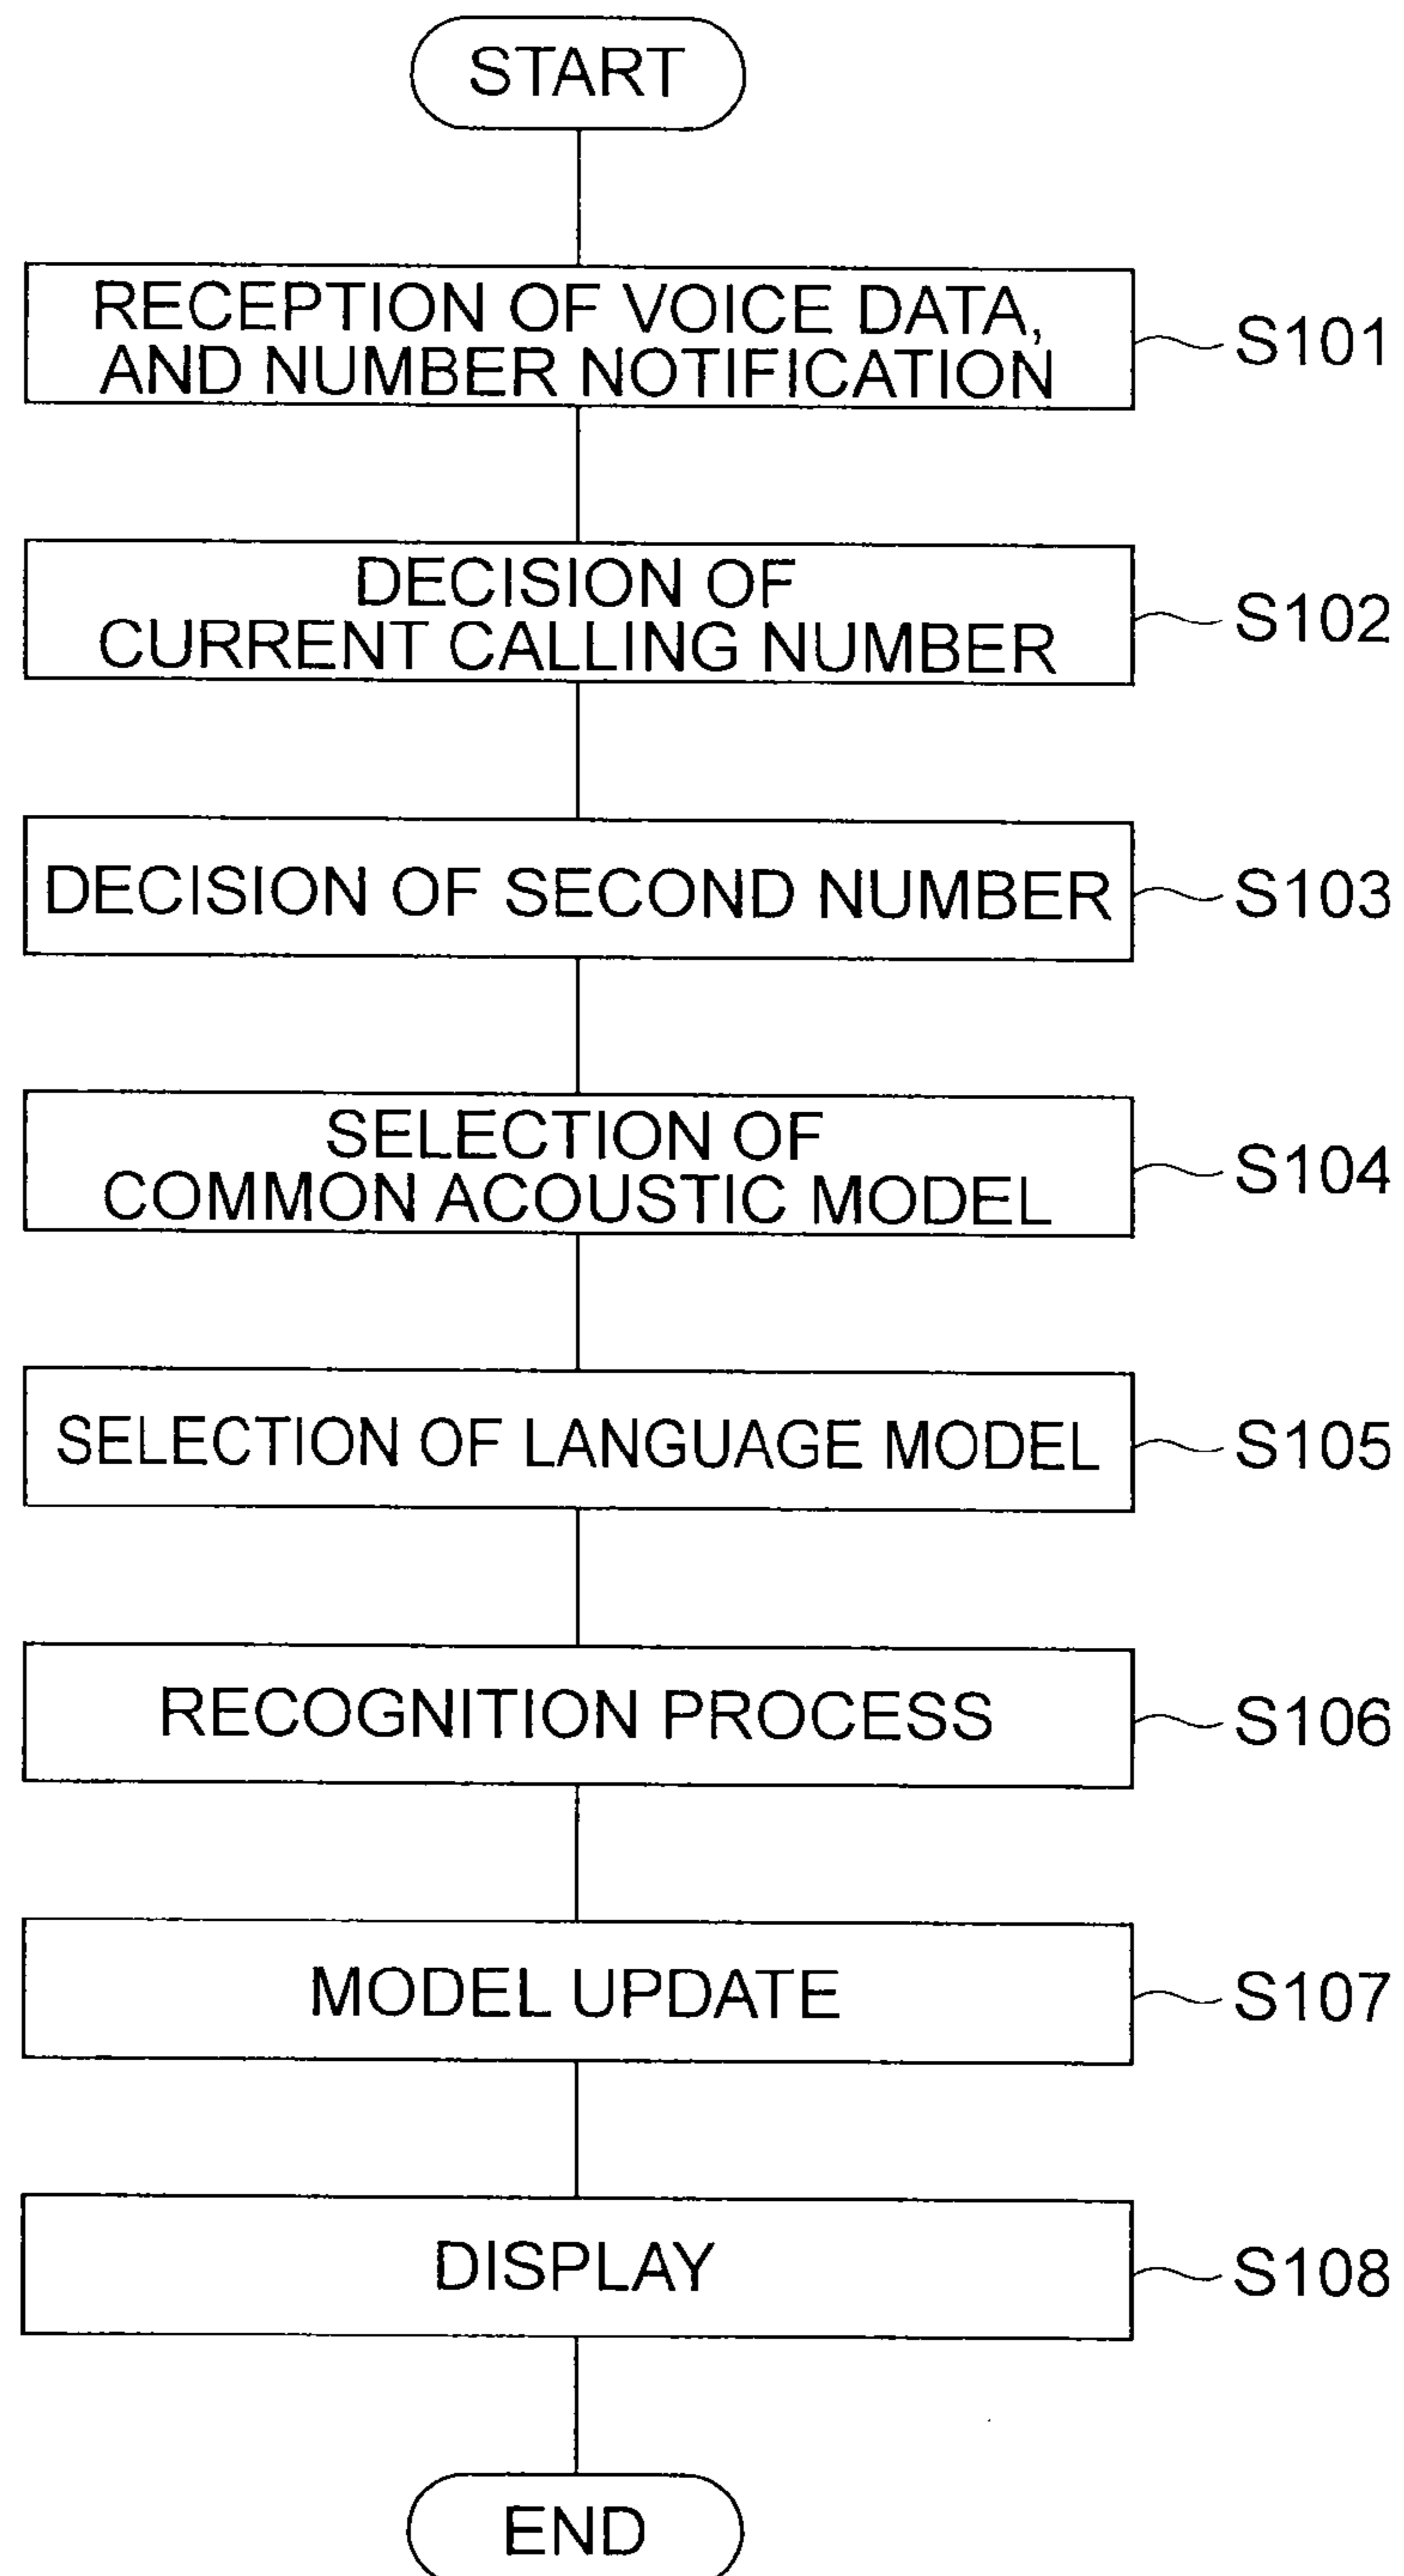 START
RECEPTION OF VOICE DATA,
AND NUMBER NOTIFICATION
S101
DECISION OF
CURRENT CALLING NUMBER
S102
DECISION OF SECOND NUMBER
S103
SELECTION OF
COMMON ACOUSTIC MODEL
S104
SELECTION OF LANGUAGE MODEL
S105
RECOGNITION PROCESS
S106
MODEL UPDATE
S107
DISPLAY
S108
END